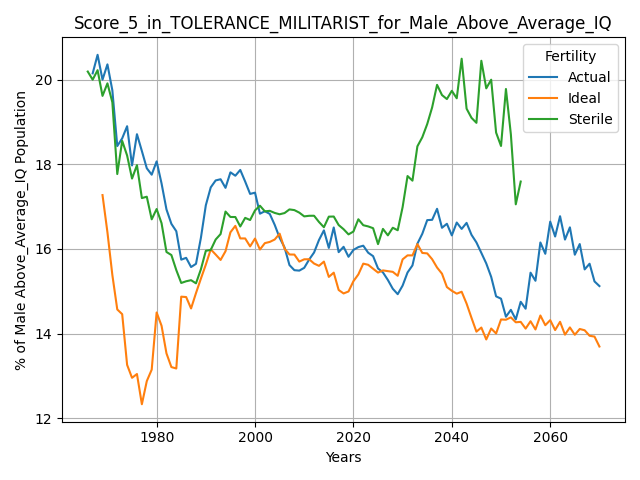 Score_5_in_TOLERANCE_MILITARIST_for_Male_Above_Average_IQ
% of Male Above_Average_IQ Population
20
18
16
14
12
Fertility
Actual
Ideal
Sterile
1980
2000
2020
2040
2060
Years